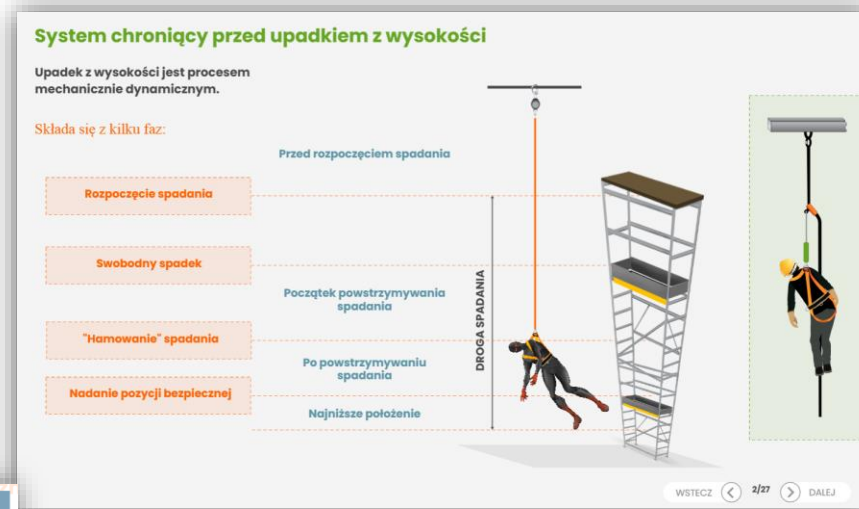 System chroniący przed upadkiem z wysokości
Upadek z wysokości jest procesem
mechanicznie dynamicznym.
Składa się z kilku faz:
Przed rozpoczęciem spadania
Rozpoczęcie spadania
Swobodny spadek
Początek powstrzymywania
spadania
"Hamowanie" spadania
Po powstrzymywaniu
spadania
Nadanie pozycji bezpiecznej
Najniższe położenie
DROGA SPADANIA
WSTECZ 2/27 DALEJ